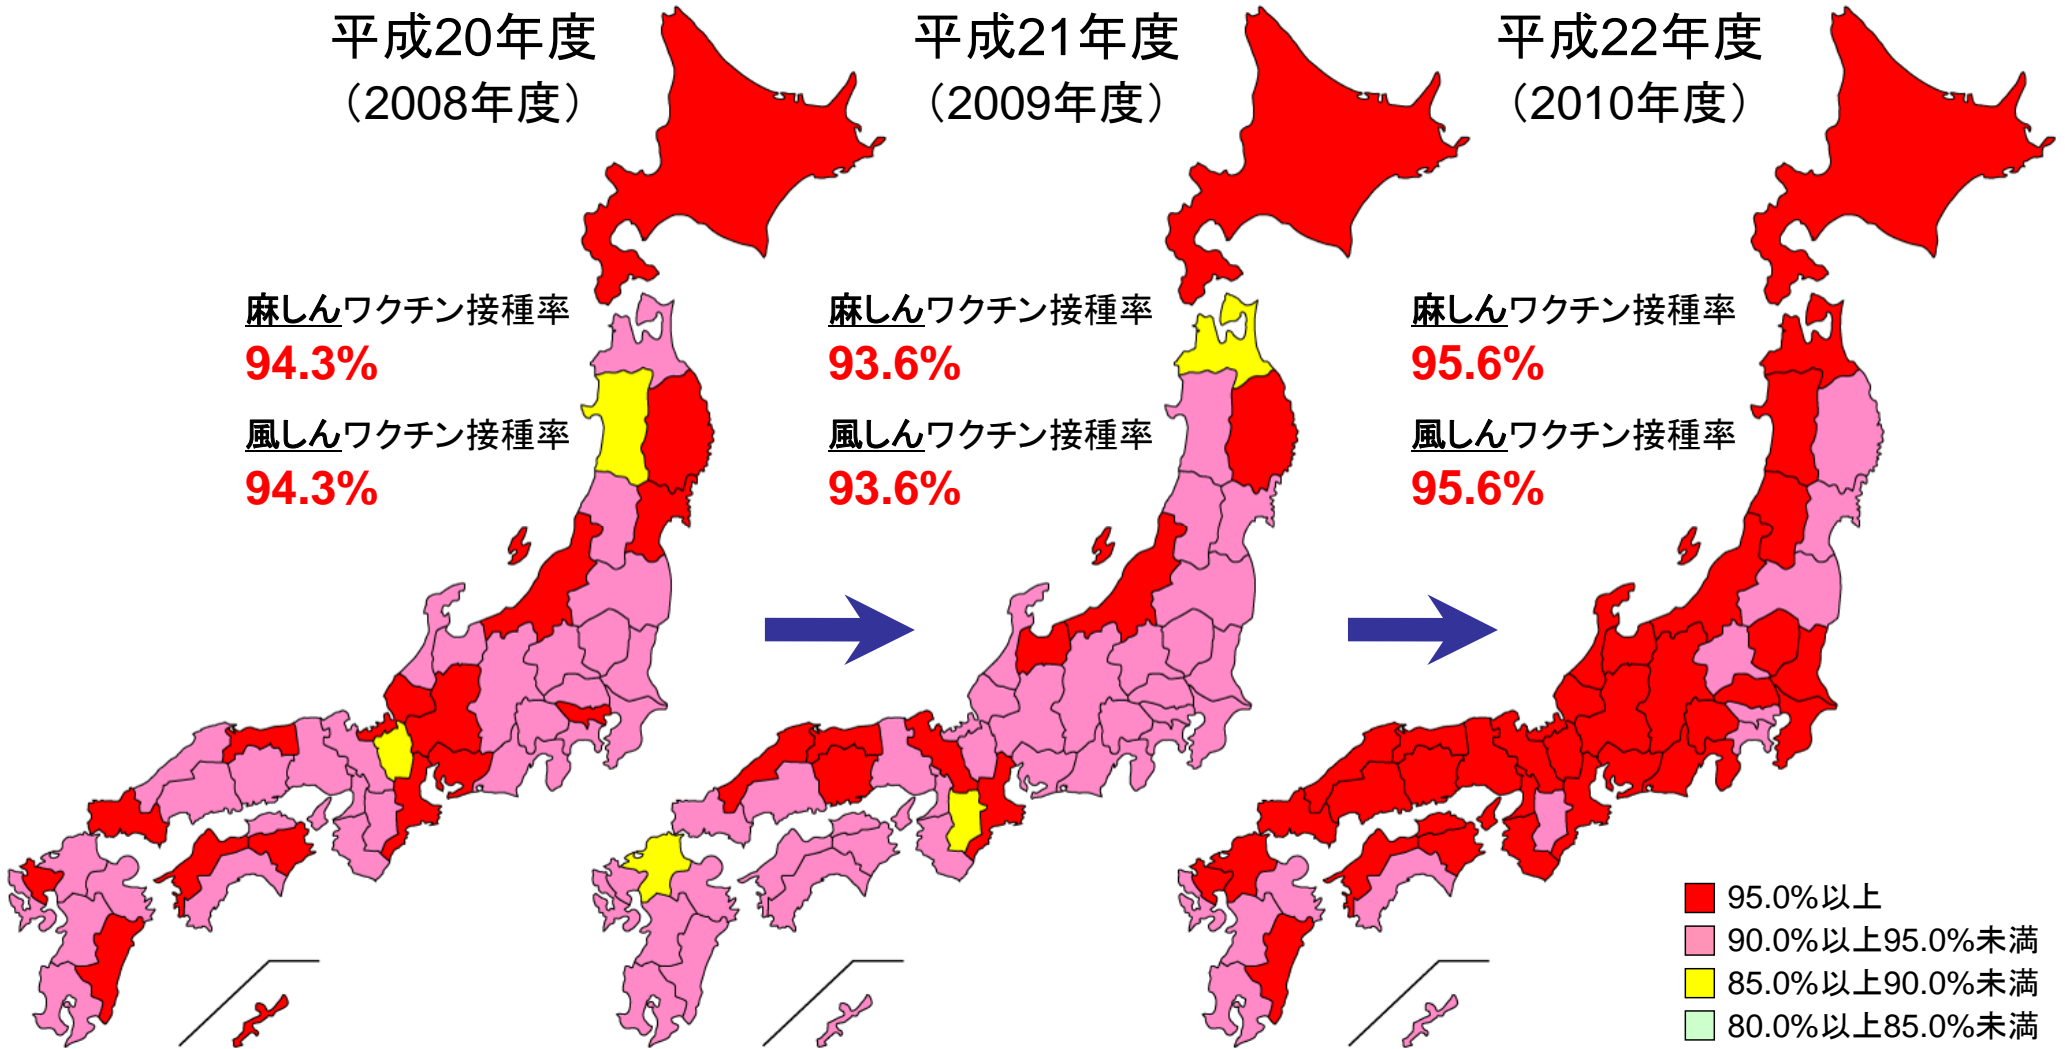 平成20年度
（2008年度）
麻しんワクチン接種率
94.3%
風しんワクチン接種率
94.3%
平成21年度
（2009年度）
麻しんワクチン接種率
93.6%
風しんワクチン接種率
93.6%
平成22年度
（2010年度）
麻しんワクチン接種率
95.6%
風しんワクチン接種率
95.6%
95.0%以上
90.0%以上95.0%未満
85.0%以上90.0%未満
80.0%以上85.0%未満